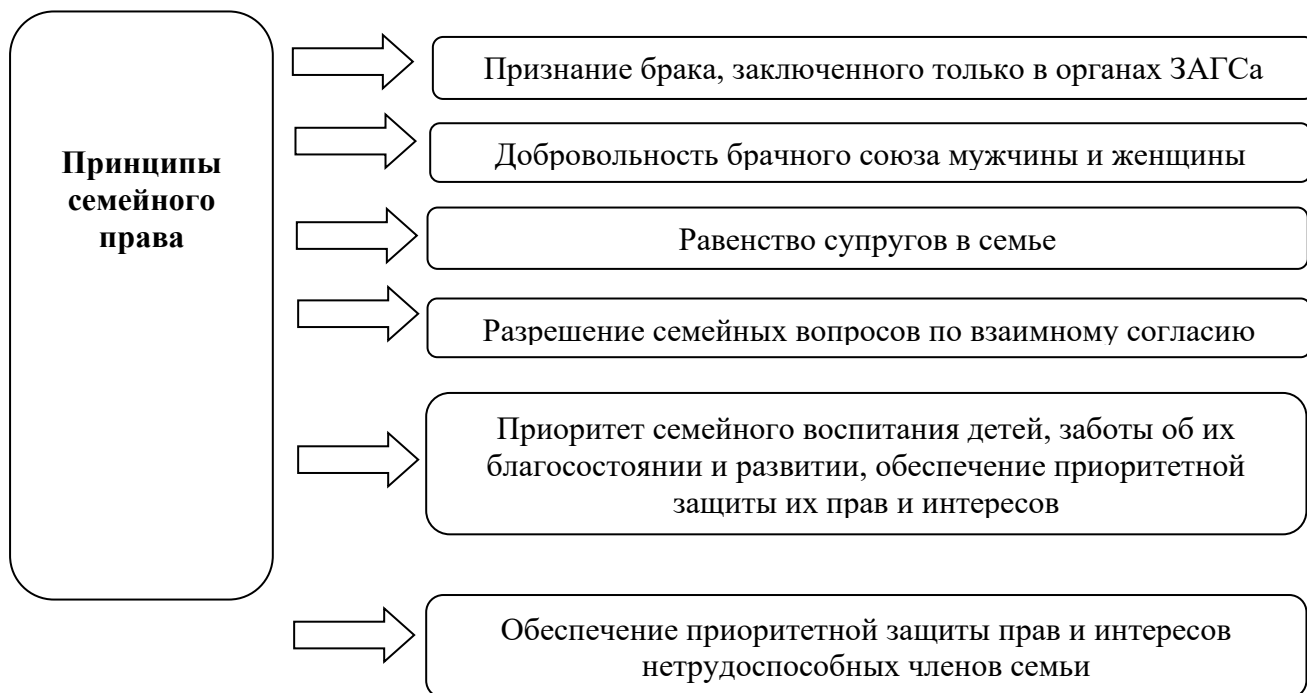 Принципы
семейного
права
Признание брака, заключенного только в органах ЗАГСа
Добровольность брачного союза мужчины и женщины
Равенство супругов в семье
Разрешение семейных вопросов по взаимному согласию
Приоритет семейного воспитания детей, заботы об их
благосостоянии и развитии, обеспечение приоритетной
защиты их прав и интересов
Обеспечение приоритетной защиты прав и интересов
нетрудоспособных членов семьи